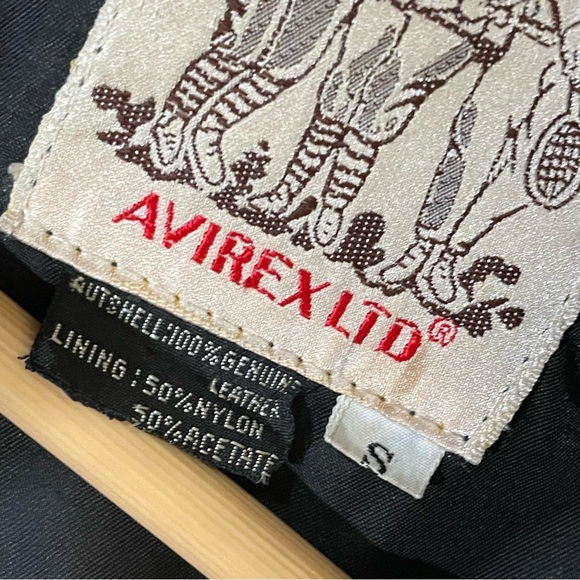 AVIREX LTD®
OUTSHELL:100% GENUINE
LEATHER
LINING: 50% NYLON
50% ACETATE
S